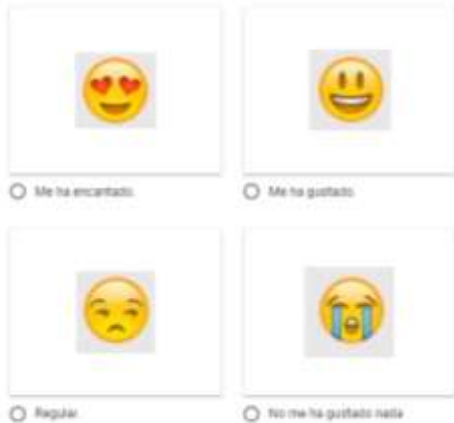 Me ha encantado.
Me ha gustado.
Regular.
No me ha gustado nada